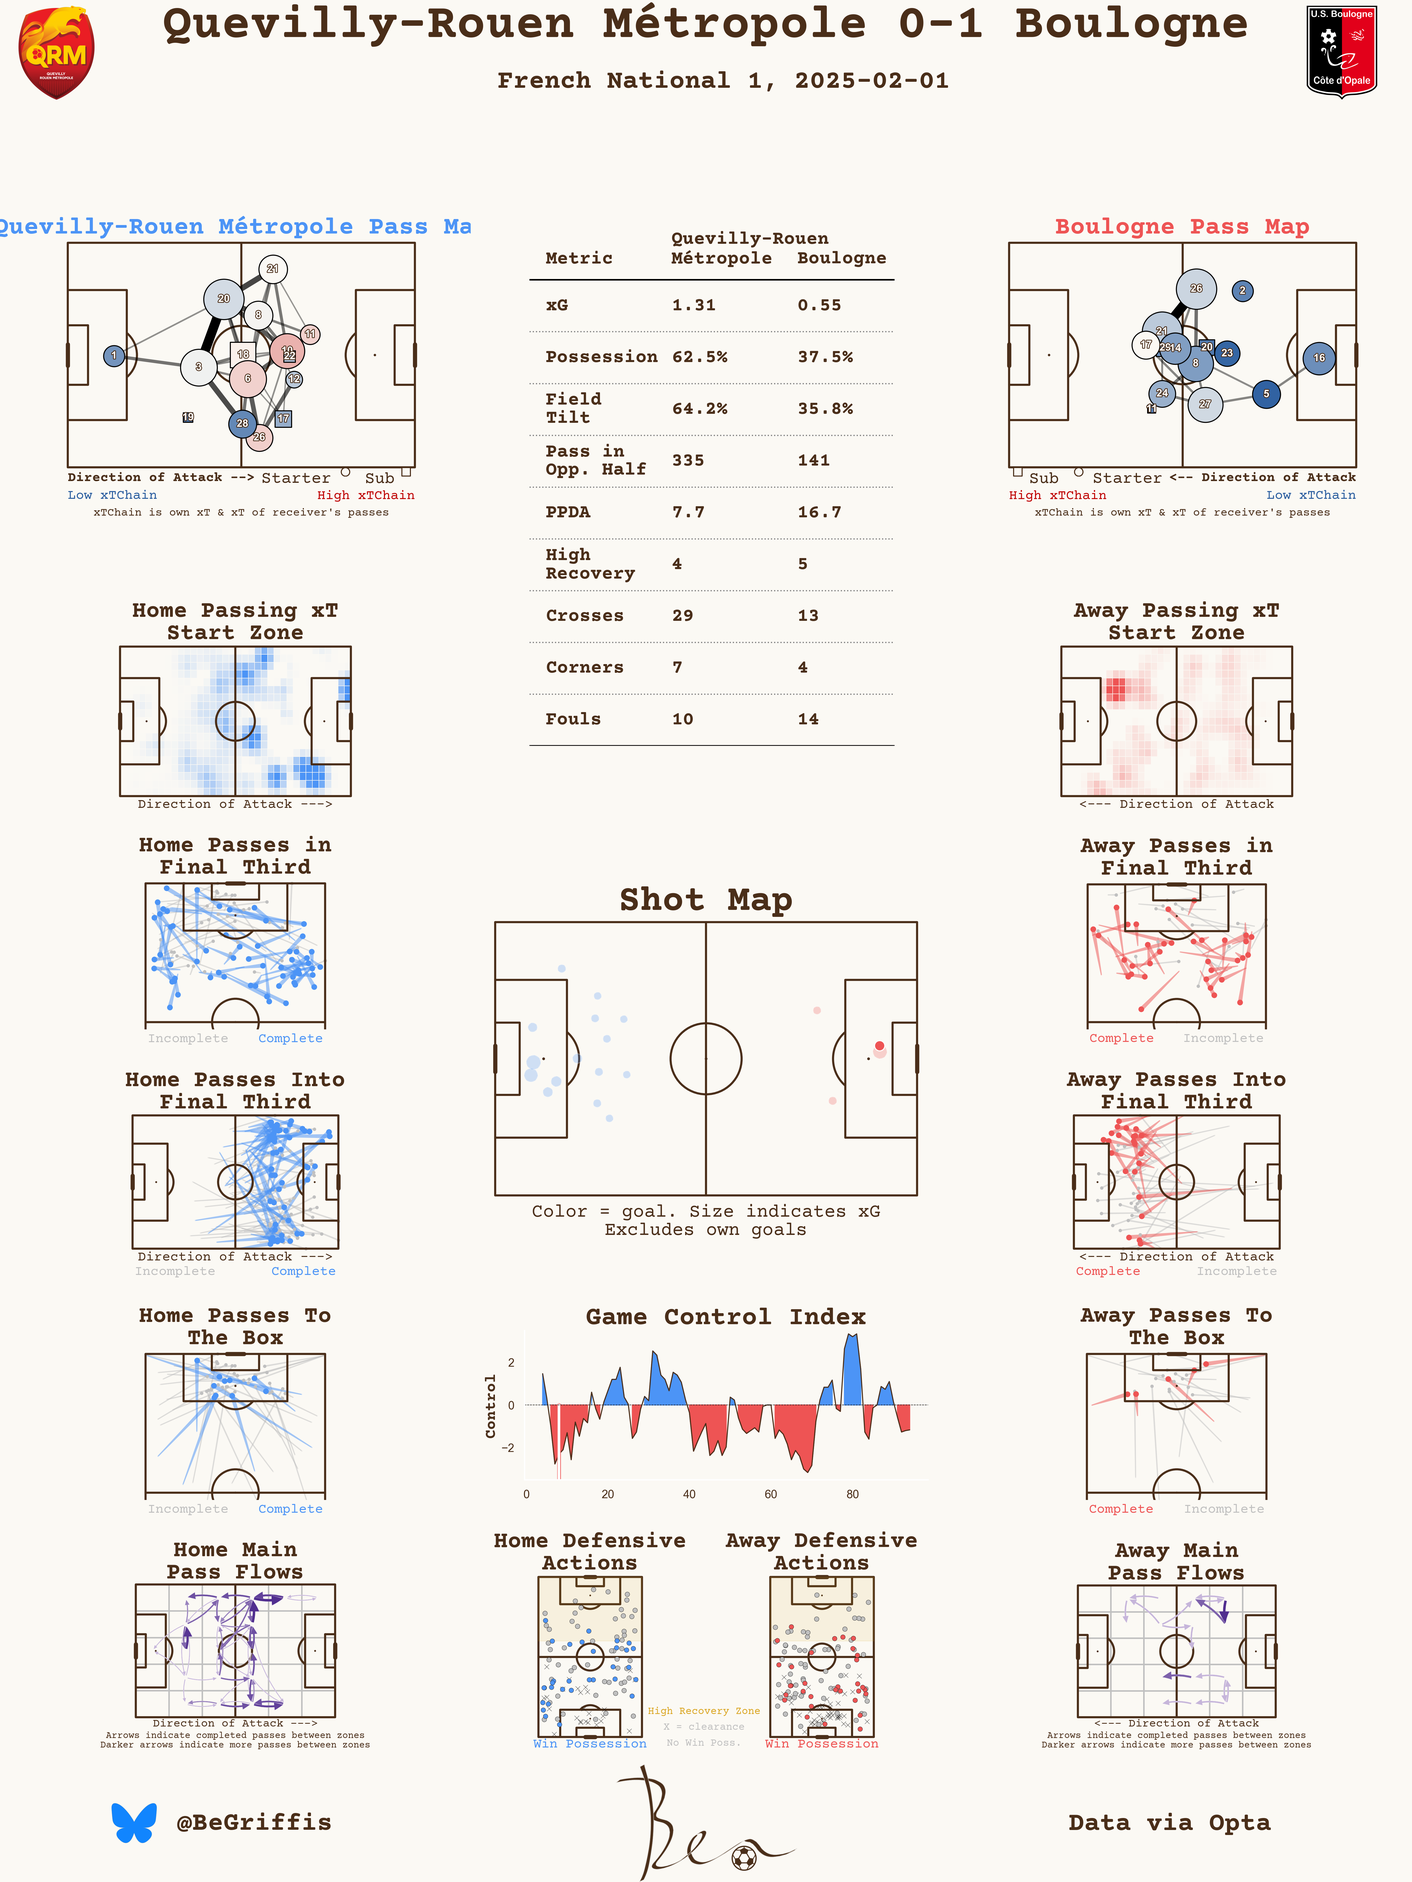 Quevilly-Rouen Métropole 0-1 Boulogne
French National 1, 2025-02-01
QRM
QUEVILLY
ROUEN MÉTROPOLE
U.S. Boulogne
Côte d'Opale
Quevilly-Rouen Métropole Pass Ma
21
20
8
11
1
18
10
22
3
6
12
19
28
17
26
Direction of Attack --> Starter Sub
Low xTChain High xTChain
xTChain is own xT & xT of receiver's passes
Metric Quevilly-Rouen Métropole Boulogne
xG 1.31 0.55
Possession 62.5% 37.5%
Field Tilt 64.2% 35.8%
Pass in Opp. Half 335 141
PPDA 7.7 16.7
High Recovery 4 5
Crosses 29 13
Corners 7 4
Fouls 10 14
Boulogne Pass Map
26
2
21
17
29
14
20
23
8
16
24
5
11
27
Sub Starter <-- Direction of Attack
High xTChain Low xTChain
xTChain is own xT & xT of receiver's passes
Home Passing xT
Start Zone
Direction of Attack --->
Home Passes in
Final Third
Incomplete Complete
Home Passes Into
Final Third
Direction of Attack --->
Incomplete Complete
Home Passes To
The Box
Incomplete Complete
Home Main
Pass Flows
Direction of Attack --->
Arrows indicate completed passes between zones
Darker arrows indicate more passes between zones
Shot Map
Color = goal. Size indicates xG
Excludes own goals
Game Control Index
Control
2
0
−2
0 20 40 60 80
Home Defensive
Actions
Win Possession
High Recovery Zone
X = clearance
No Win Poss.
Away Defensive
Actions
Win Possession
Away Passing xT
Start Zone
<--- Direction of Attack
Away Passes in
Final Third
Complete Incomplete
Away Passes Into
Final Third
<--- Direction of Attack
Complete Incomplete
Away Passes To
The Box
Complete Incomplete
Away Main
Pass Flows
<--- Direction of Attack
Arrows indicate completed passes between zones
Darker arrows indicate more passes between zones
@BeGriffis
Ben
Data via Opta